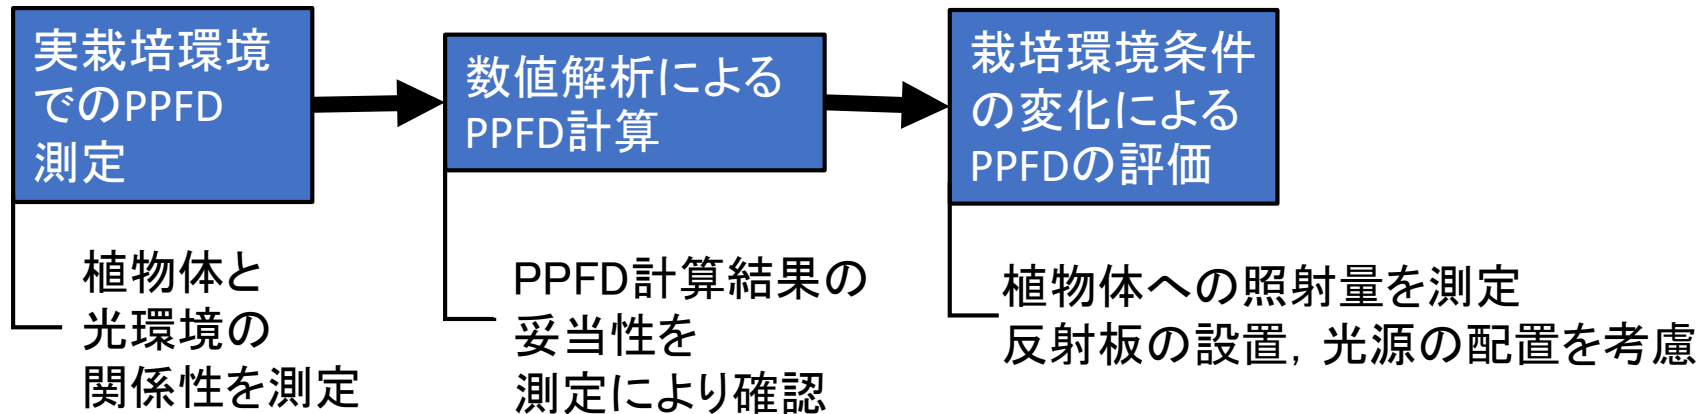 実栽培環境
でのPPFD
測定
数値解析による
PPFD計算
栽培環境条件
の変化による
PPFDの評価
植物体と
光環境の
関係性を測定
PPFD計算結果の
妥当性を
測定により確認
植物体への照射量を測定
反射板の設置，光源の配置を考慮